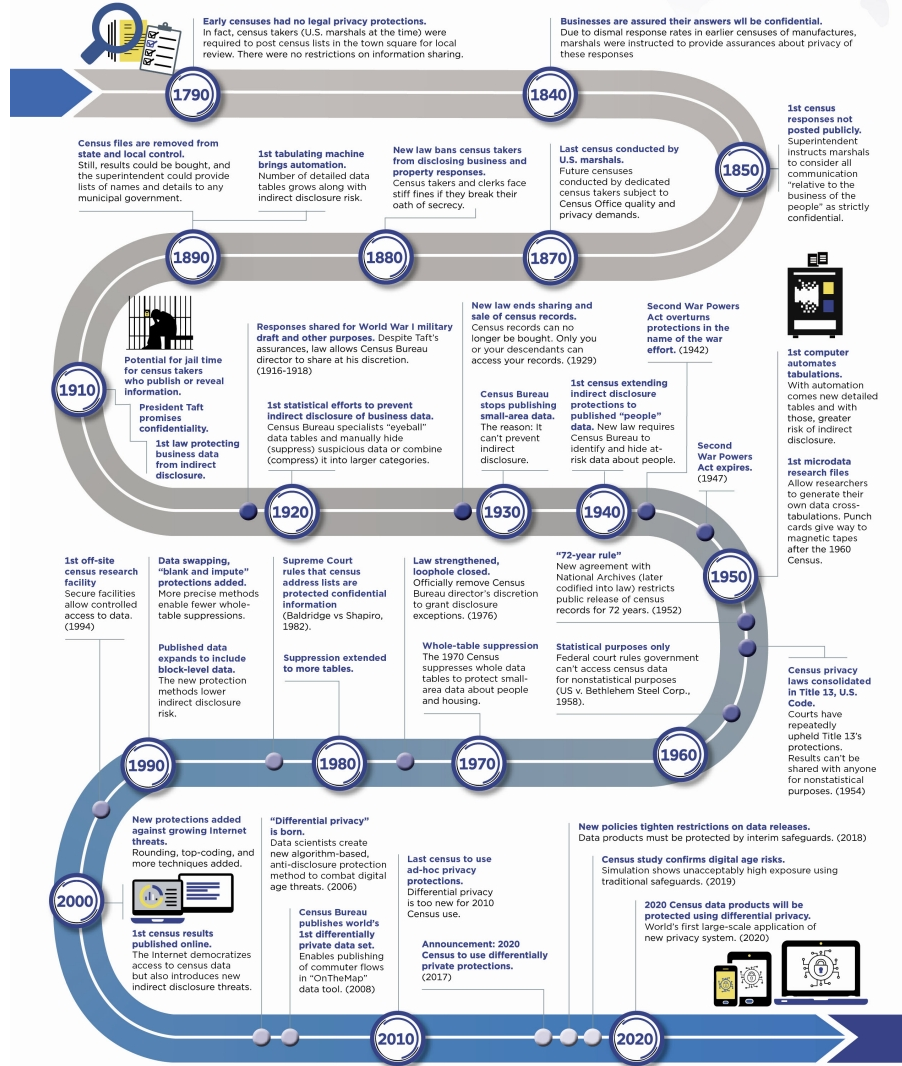 Early censuses had no legal privacy protections.
In fact, census takers (U.S. marshals at the time) were
required to post census lists in the town square for local
review. There were no restrictions on information sharing.
Businesses are assured their answers wll be confidential.
Due to dismal response rates in earlier censuses of manufactures,
marshals were instructed to provide assurances about privacy of
these responses
1790
1840
1st census
responses not
posted publicly.
Superintendent
instructs marshals
to consider all
communication
“relative to the
business of the
people” as strictly
confidential.
1850
Census files are removed from
state and local control.
Still, results could be bought, and
the superintendent could provide
lists of names and details to any
municipal government.
1st tabulating machine
brings automation.
Number of detailed data
tables grows along with
indirect disclosure risk.
New law bans census takers
from disclosing business and
property responses.
Census takers and clerks face
stiff fines if they break their
oath of secrecy.
Last census conducted by
U.S. marshals.
Future censuses
conducted by dedicated
census takers subject to
Census Office quality and
privacy demands.
1890
1880
1870
1910
Potential for jail time
for census takers
who publish or reveal
information.
President Taft
promises
confidentiality.
1st law protecting
business data
from indirect
disclosure.
Responses shared for World War I military
draft and other purposes. Despite Taft’s
assurances, law allows Census Bureau
director to share at his discretion.
(1916-1918)
1st statistical efforts to prevent
indirect disclosure of business data.
Census Bureau specialists “eyeball”
data tables and manually hide
(suppress) suspicious data or combine
(compress) it into larger categories.
New law ends sharing and
sale of census records.
Census records can no
longer be bought. Only you
or your descendants can
access your records. (1929)
Census Bureau
stops publishing
small-area data.
The reason: It
can’t prevent
indirect
disclosure.
1st census extending
indirect disclosure
protections to
published “people”
data. New law requires
Census Bureau to
identify and hide at-
risk data about people.
Second War Powers
Act overturns
protections in the
name of the war
effort. (1942)
Second
War Powers
Act expires.
(1947)
1st computer
automates
tabulations.
With automation
comes new detailed
tables and with
those, greater
risk of indirect
disclosure.
1st microdata
research files
Allow researchers
to generate their
own data cross-
tabulations. Punch
cards give way to
magnetic tapes
after the 1960
Census.
1920
1930
1940
1950
1st off-site
census research
facility
Secure facilities
allow controlled
access to data.
(1994)
Data swapping,
“blank and impute”
protections added.
More precise methods
enable fewer whole-
table suppressions.
Published data
expands to include
block-level data.
The new protection
methods lower
indirect disclosure
risk.
Supreme Court
rules that census
address lists are
protected confidential
information
(Baldridge vs Shapiro,
1982).
Suppression extended
to more tables.
Law strengthened,
loophole closed.
Officially remove Census
Bureau director’s discretion
to grant disclosure
exceptions. (1976)
Whole-table suppression
The 1970 Census
suppresses whole data
tables to protect small-
area data about people
and housing.
“72-year rule”
New agreement with
National Archives (later
codified into law) restricts
public release of census
records for 72 years. (1952)
Statistical purposes only
Federal court rules government
can’t access census data
for nonstatistical purposes
(US v. Bethlehem Steel Corp.,
1958).
Census privacy
laws consolidated
in Title 13, U.S.
Code.
Courts have
repeatedly
upheld Title 13’s
protections.
Results can’t be
shared with anyone
for nonstatistical
purposes. (1954)
1990
1980
1970
1960
2000
New protections added
against growing Internet
threats.
Rounding, top-coding, and
more techniques added.
1st census results
published online.
The Internet democratizes
access to census data
but also introduces new
indirect disclosure threats.
“Differential privacy”
is born.
Data scientists create
new algorithm-based,
anti-disclosure protection
method to combat digital
age threats. (2006)
Census Bureau
publishes world’s
1st differentially
private data set.
Enables publishing
of commuter flows
in “OnTheMap”
data tool. (2008)
Last census to use
ad-hoc privacy
protections.
Differential privacy
is too new for 2010
Census use.
Announcement: 2020
Census to use differentially
private protections.
(2017)
New policies tighten restrictions on data releases.
Data products must be protected by interim safeguards. (2018)
Census study confirms digital age risks.
Simulation shows unacceptably high exposure using
traditional safeguards. (2019)
2020 Census data products will be
protected using differential privacy.
World’s first large-scale application of
new privacy system. (2020)
2010
2020